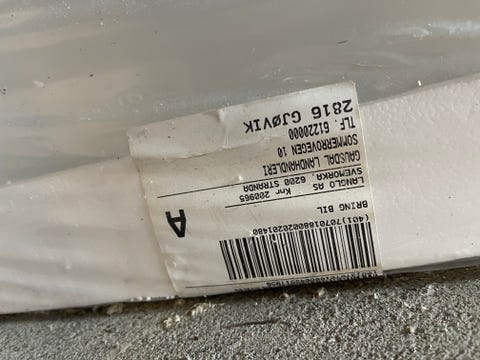 BRING BIL
LANGLO AS Knr 200965
SVEMORKA, 6200 STRANDA
GAUSDAL LANDHANDLERI
SOMMERROVEGEN 10
TLF. 61220000
2816 GJØVIK
A